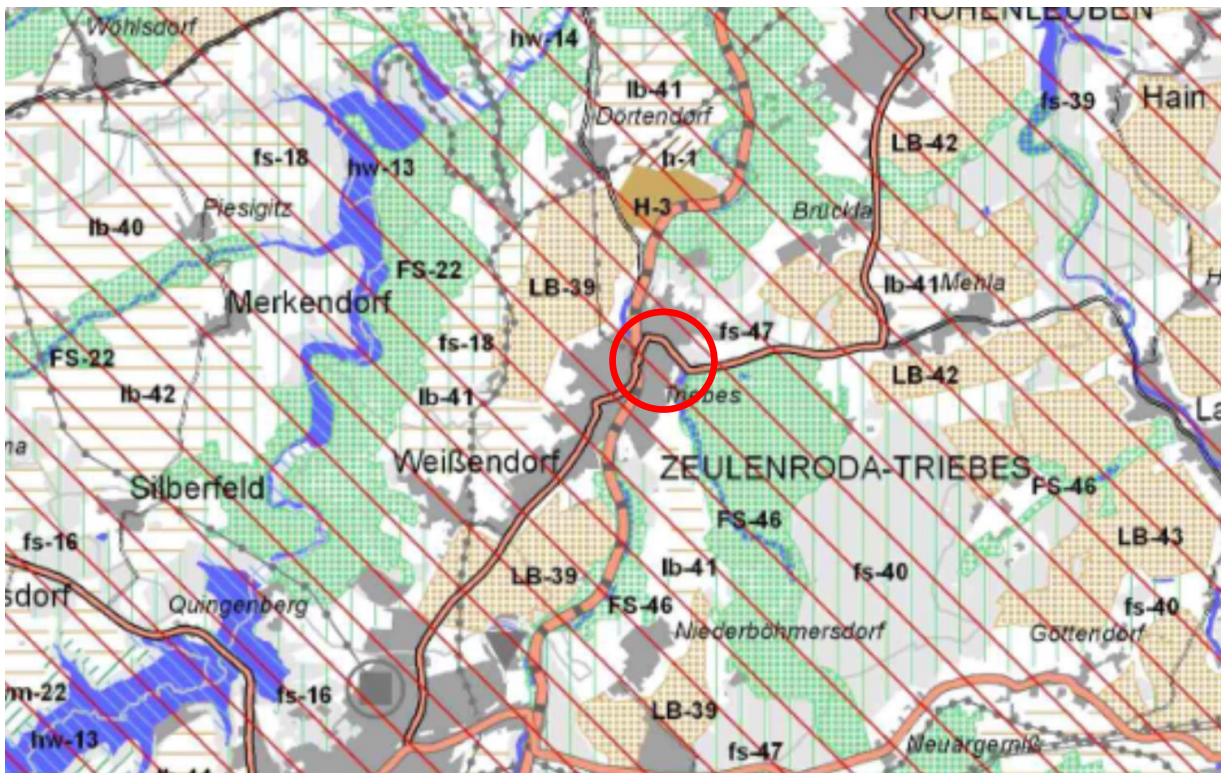 Wöhlsdorf
HOHENLEUBEN
hw-14
lb-41
Dörtendorf
fs-39
Hain
fs-18
hw-13
h-1
LB-42
Piesigitz
lb-40
H-3
Brückla
FS-22
LB-39
lb-41
Mehla
Merkendorf
fs-18
fs-47
FS-22
lb-42
lb-41
Triebes
LB-42
La
na
Weißendorf
ZEULENRODA-TRIEBES
Silberfeld
FS-46
FS-46
fs-16
LB-43
sdorf
LB-39
lb-41
fs-40
Quingenberg
FS-46
fs-40
Niederböhmersdorf
Göttendorf
m-22
fs-16
LB-39
hw-13
fs-47
Neuärgerniß